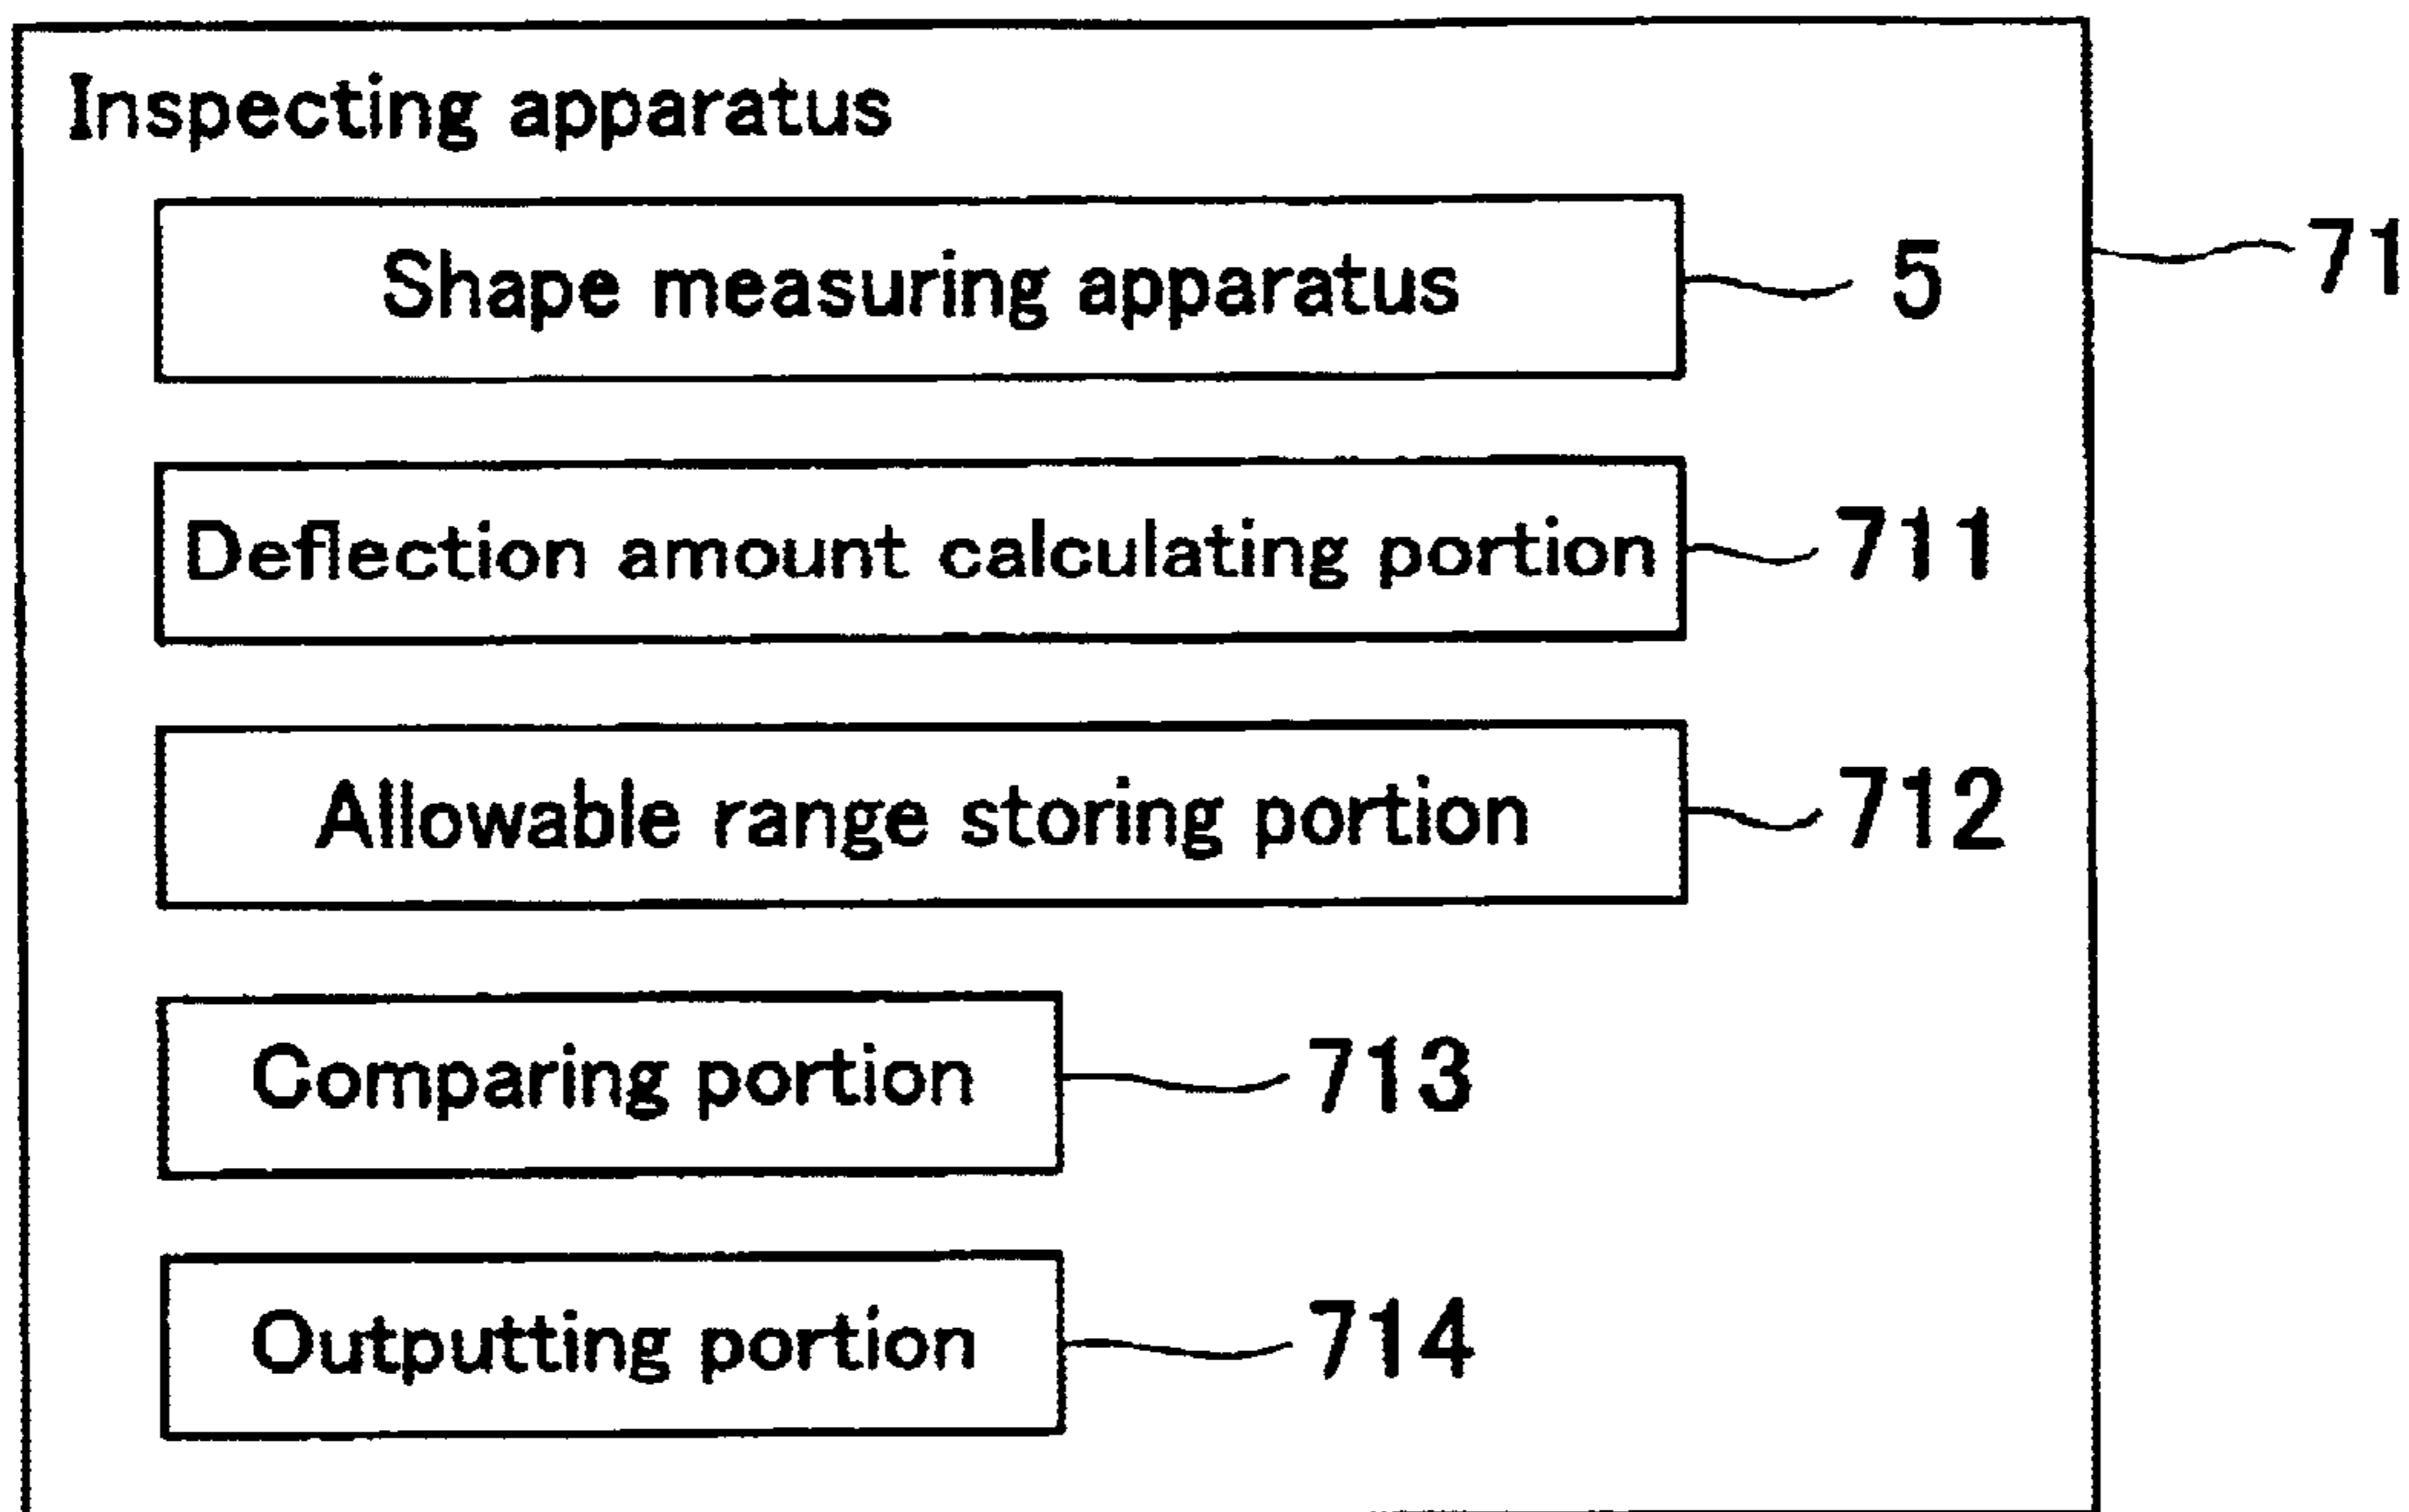 Inspecting apparatus
Shape measuring apparatus
5
71
Deflection amount calculating portion
711
Allowable range storing portion
712
Comparing portion
713
Outputting portion
714